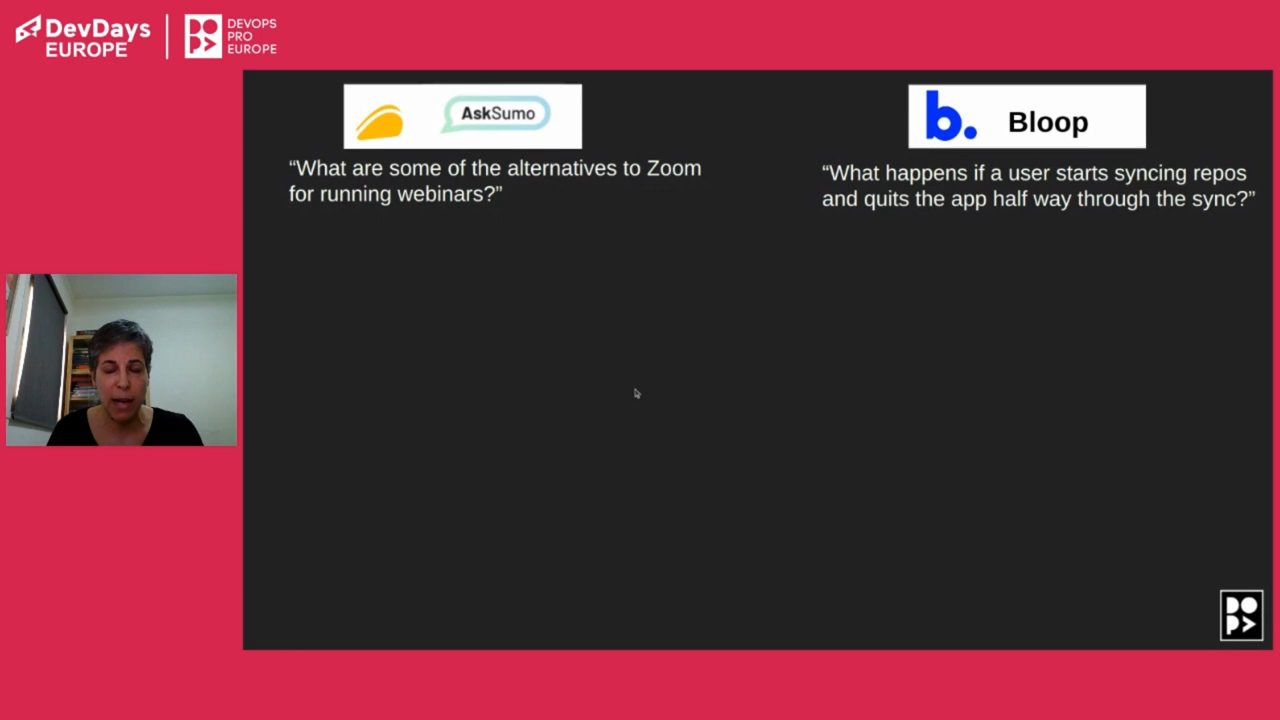 DevDays
EUROPE
DEVOPS
PRO
EUROPE
AskSumo
“What are some of the alternatives to Zoom
for running webinars?”
b. Bloop
“What happens if a user starts syncing repos
and quits the app half way through the sync?”